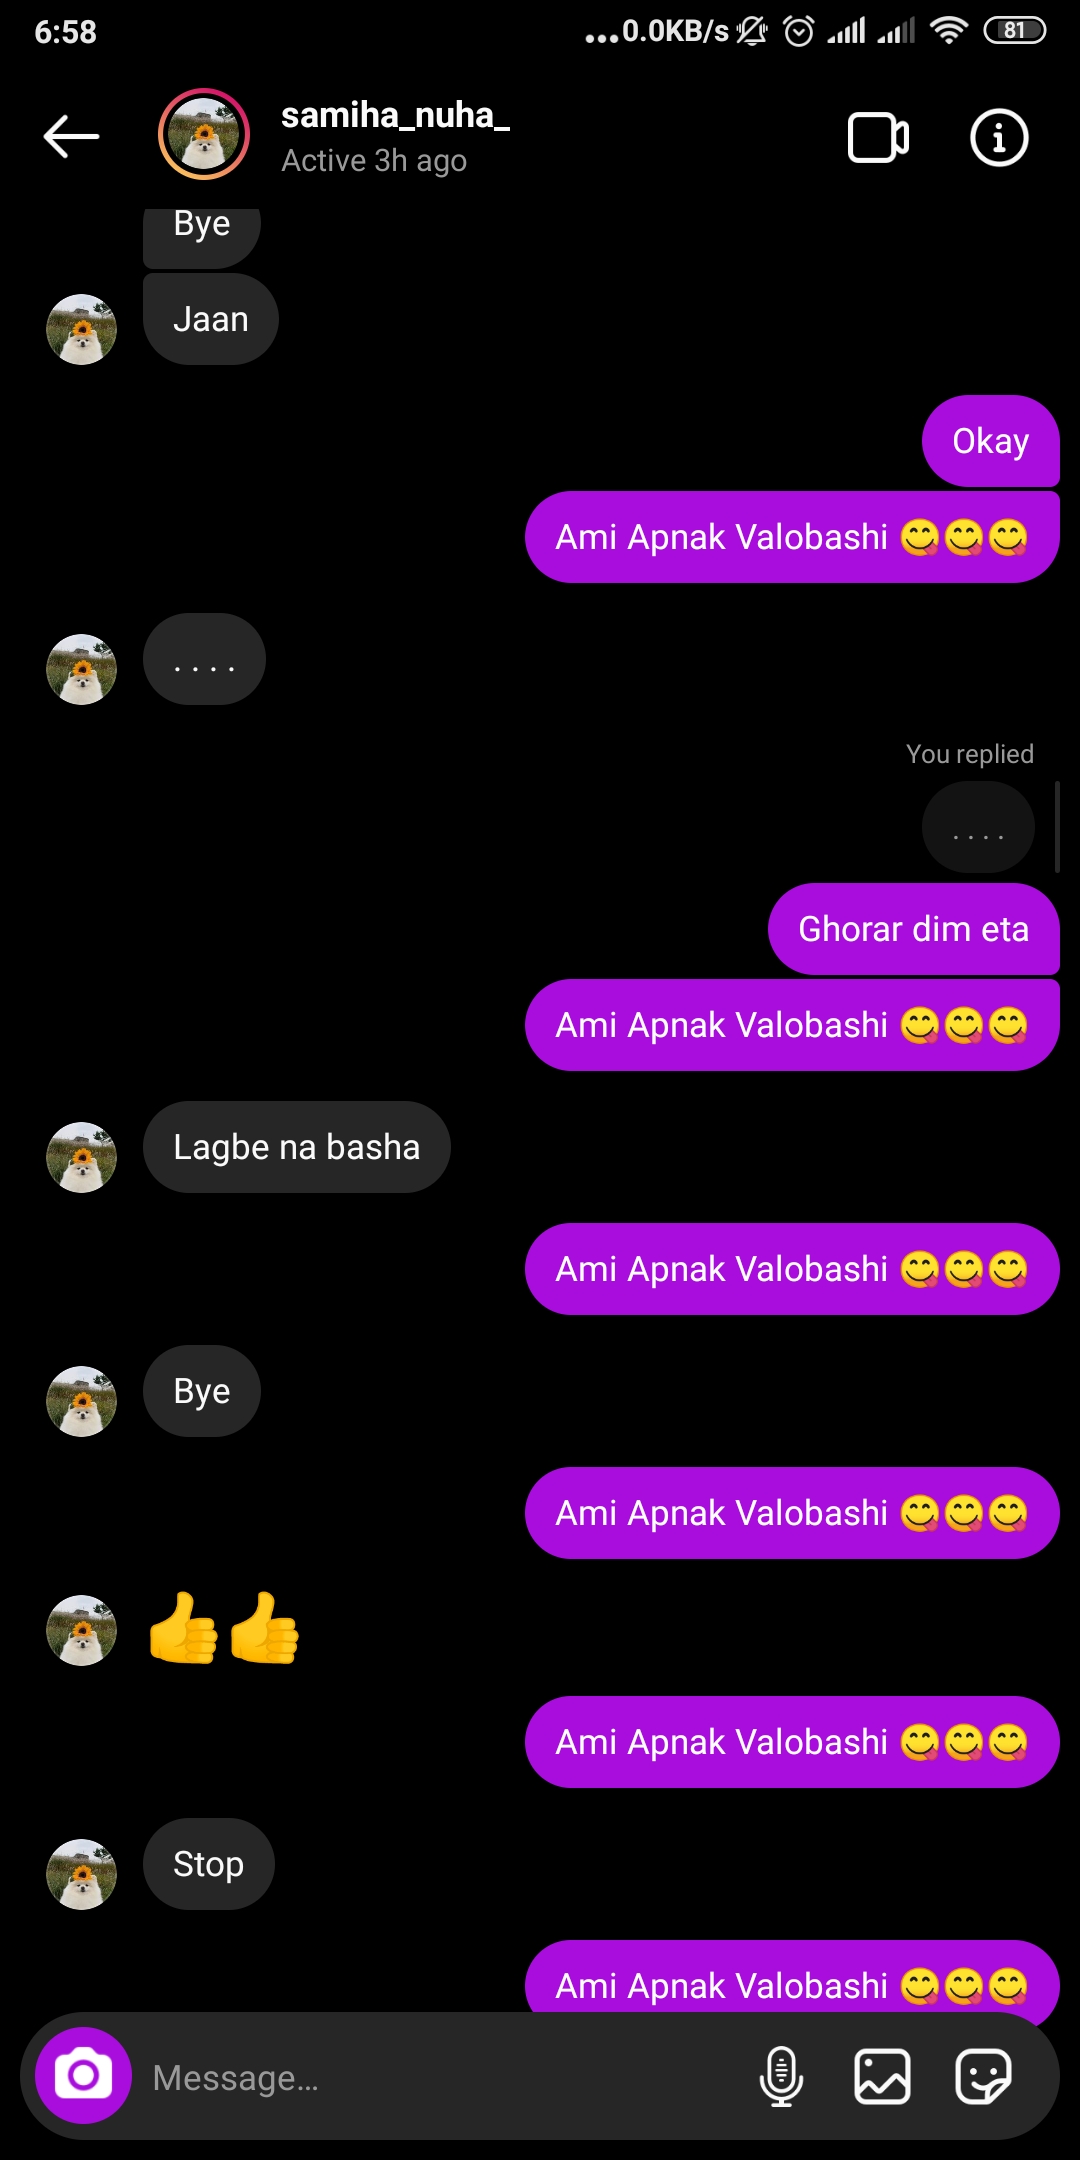 6:58
...0.0KB/s
81
samiha_nuha_
Active 3h ago
Bye
Jaan
Okay
Ami Apnak Valobashi 😋😋😋
. . . .
You replied
. . . .
Ghorar dim eta
Ami Apnak Valobashi 😋😋😋
Lagbe na basha
Ami Apnak Valobashi 😋😋😋
Bye
Ami Apnak Valobashi 😋😋😋
👍👍
Ami Apnak Valobashi 😋😋😋
Stop
Ami Apnak Valobashi 😋😋😋
Message...